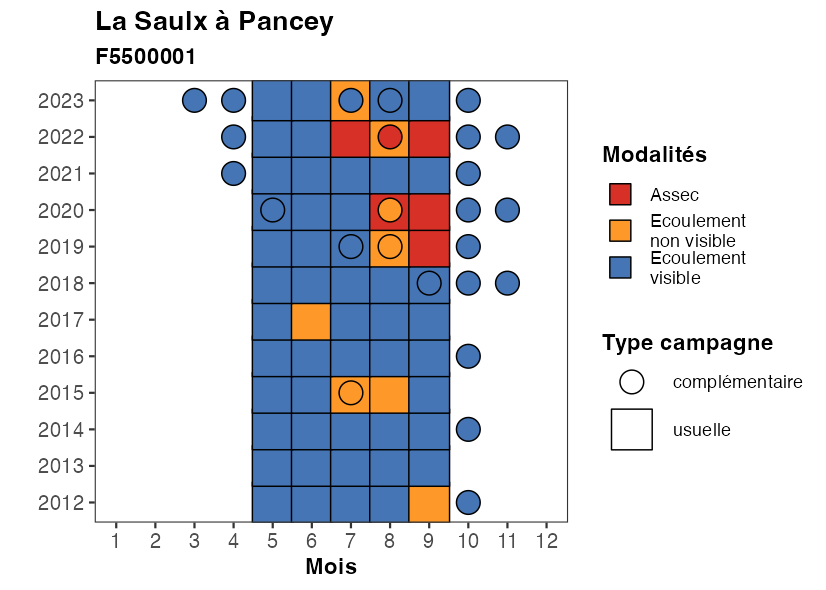 La Saulx à Pancey
F5500001
2023
2022
2021
2020
2019
2018
2017
2016
2015
2014
2013
2012
1 2 3 4 5 6 7 8 9 10 11 12
Mois
Modalités
Assec
Ecoulement
non visible
Ecoulement
visible
Type campagne
complémentaire
usuelle